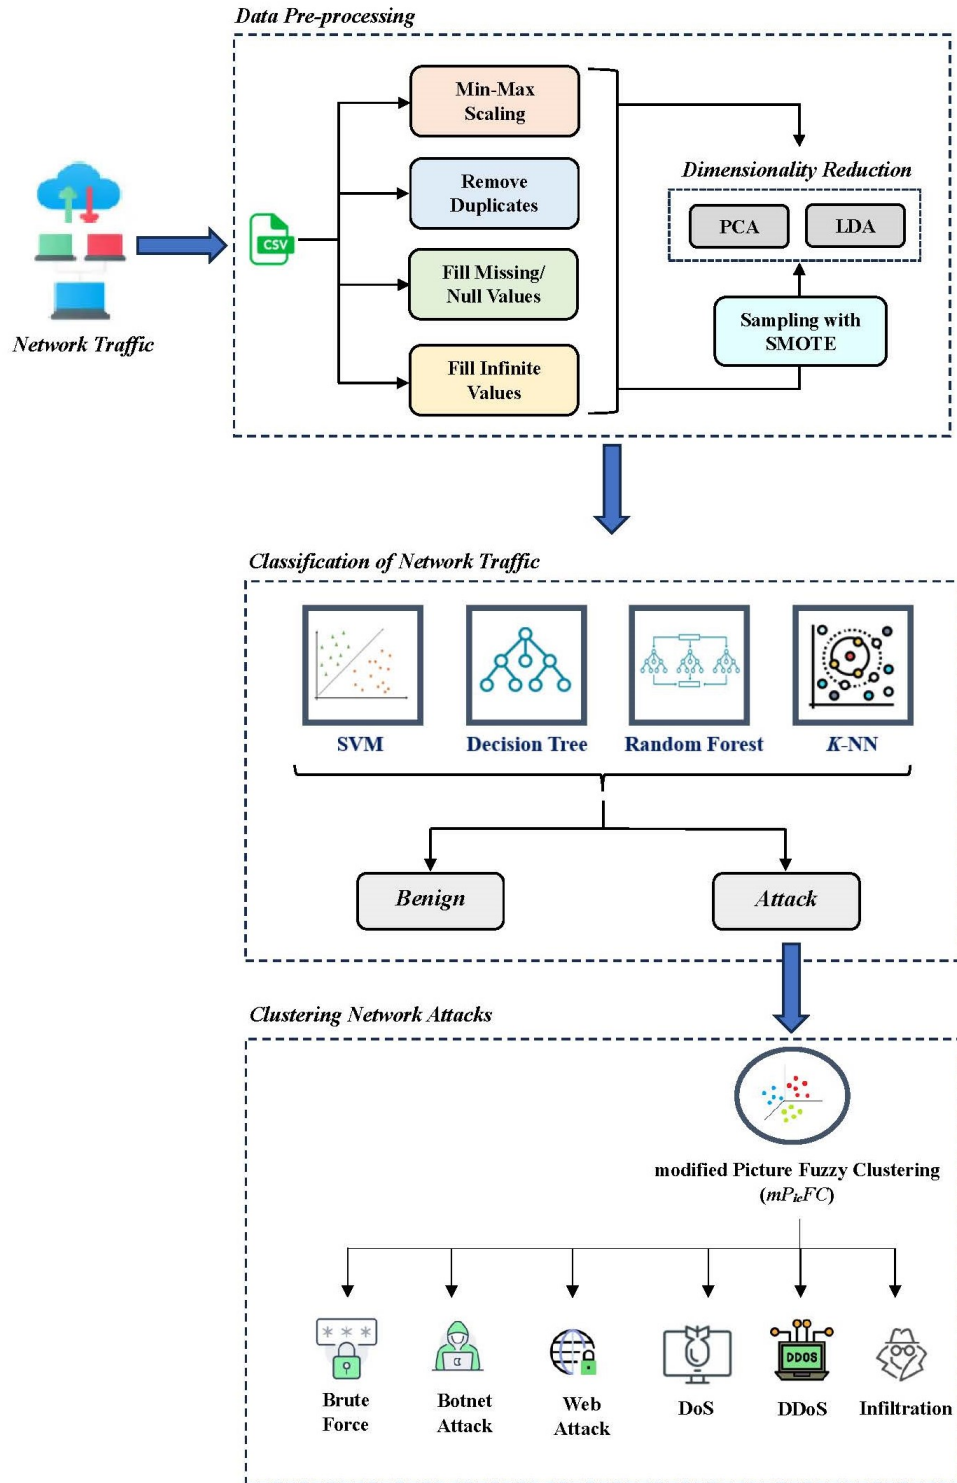 Data Pre-processing
Min-Max
Scaling
Remove
Duplicates
Fill Missing/
Null Values
Fill Infinite
Values
CSV
Network Traffic
Dimensionality Reduction
PCA
LDA
Sampling with
SMOTE
Classification of Network Traffic
SVM
Decision Tree
Random Forest
K-NN
Benign
Attack
Clustering Network Attacks
modified Picture Fuzzy Clustering
(mPicFC)
* * *
DDOS
Brute
Force
Botnet
Attack
Web
Attack
DoS
DDoS
Infiltration